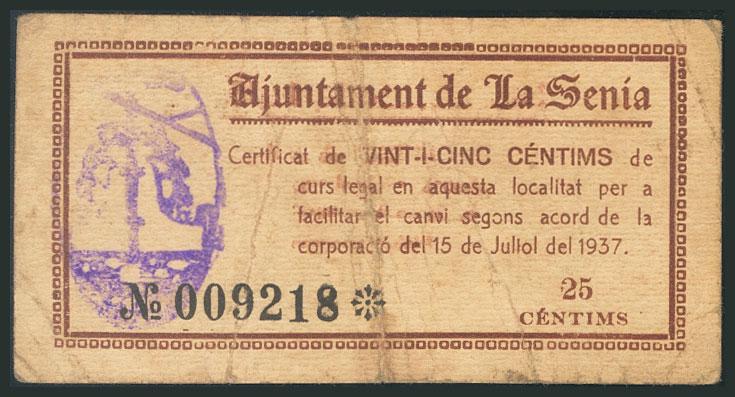 Ajuntament de La Senia
Certificat de VINT-I-CINC CÉNTIMS de
curs legal en aquesta localitat per a
facilitar el canvi segons acord de la
corporació del 15 de Juliol del 1937.
№ 009218
25
CÉNTIMS